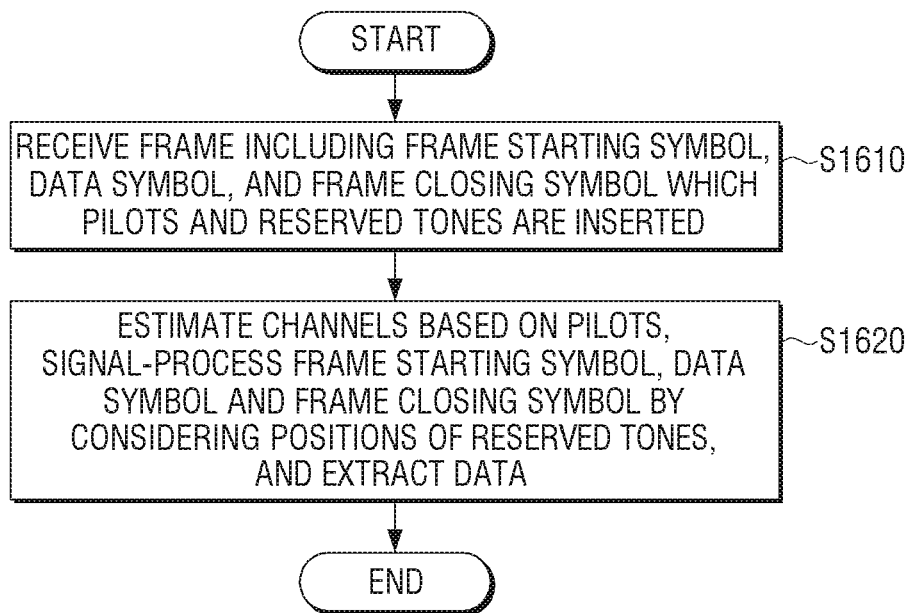 START
RECEIVE FRAME INCLUDING FRAME STARTING SYMBOL,
DATA SYMBOL, AND FRAME CLOSING SYMBOL WHICH
PILOTS AND RESERVED TONES ARE INSERTED
S1610
ESTIMATE CHANNELS BASED ON PILOTS,
SIGNAL-PROCESS FRAME STARTING SYMBOL, DATA
SYMBOL AND FRAME CLOSING SYMBOL BY
CONSIDERING POSITIONS OF RESERVED TONES,
AND EXTRACT DATA
S1620
END